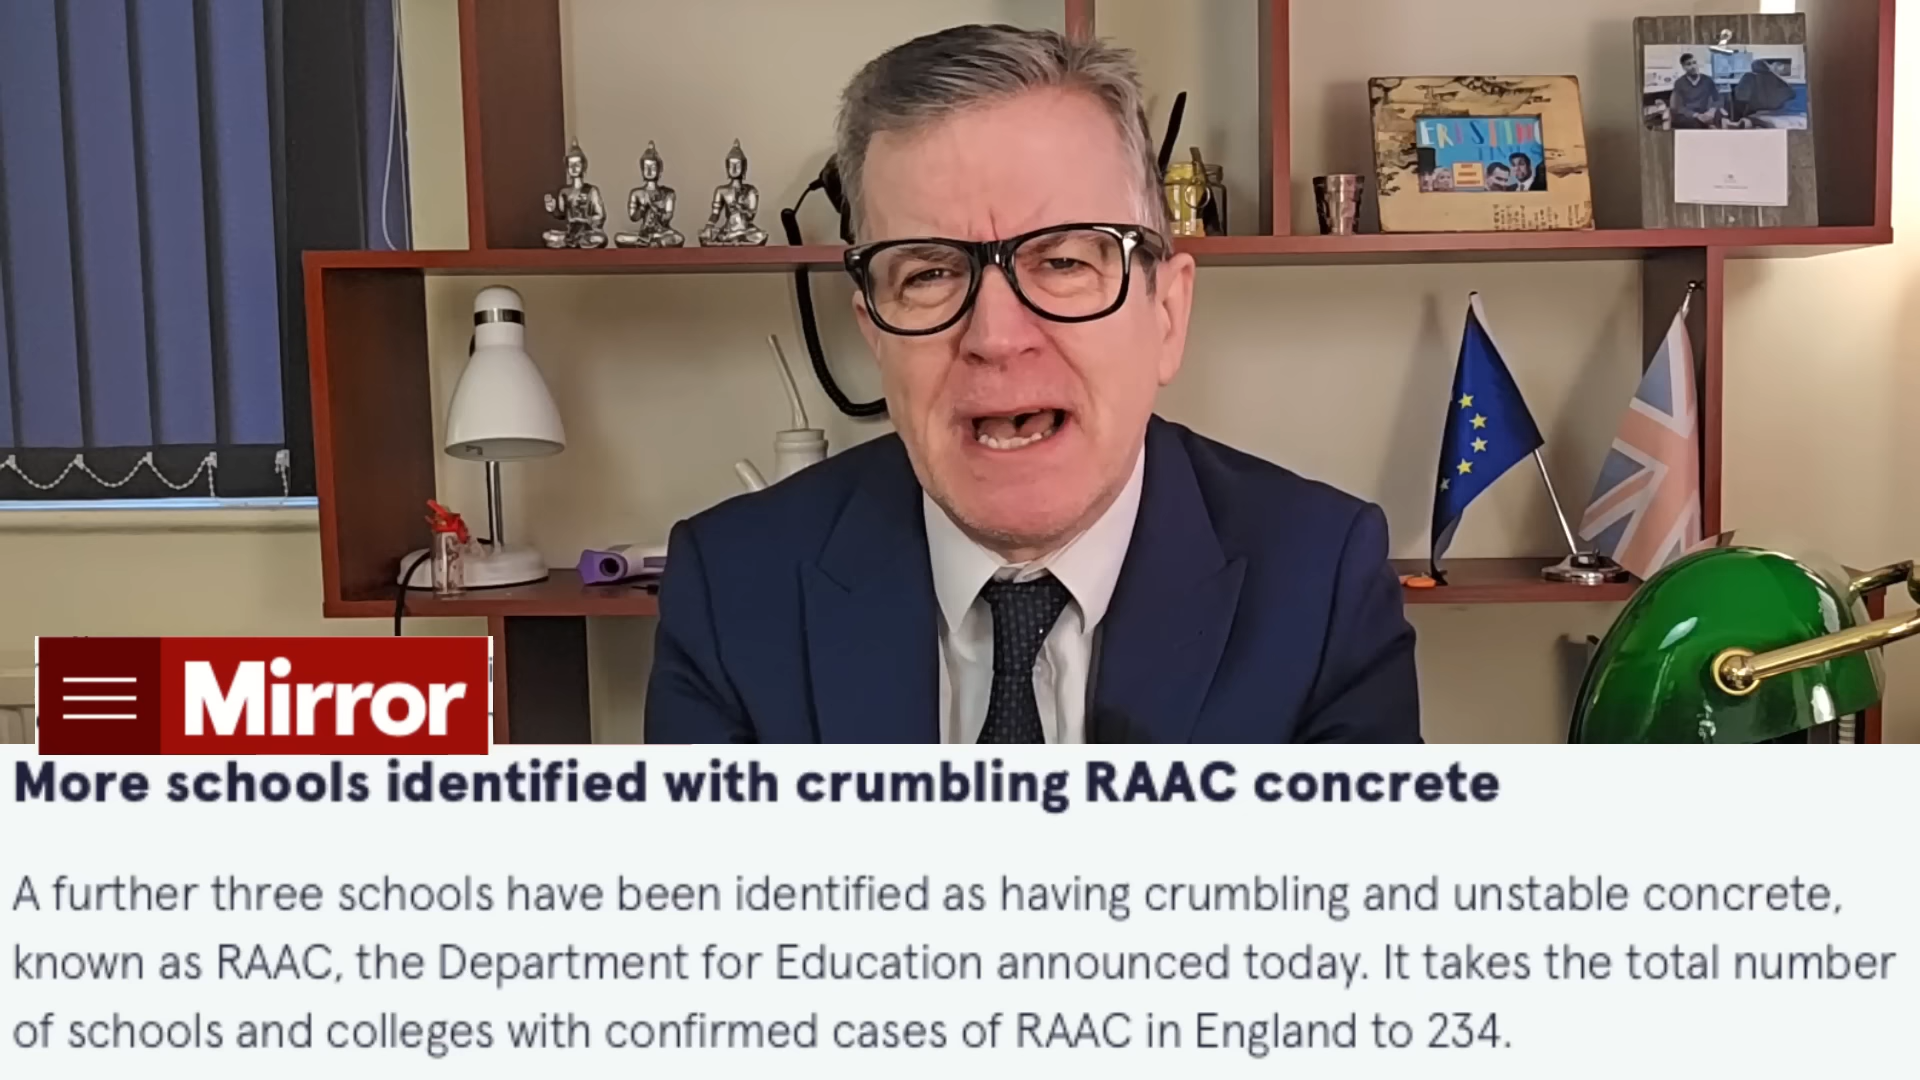 Mirror
More schools identified with crumbling RAAC concrete
A further three schools have been identified as having crumbling and unstable concrete,
known as RAAC, the Department for Education announced today. It takes the total number
of schools and colleges with confirmed cases of RAAC in England to 234.